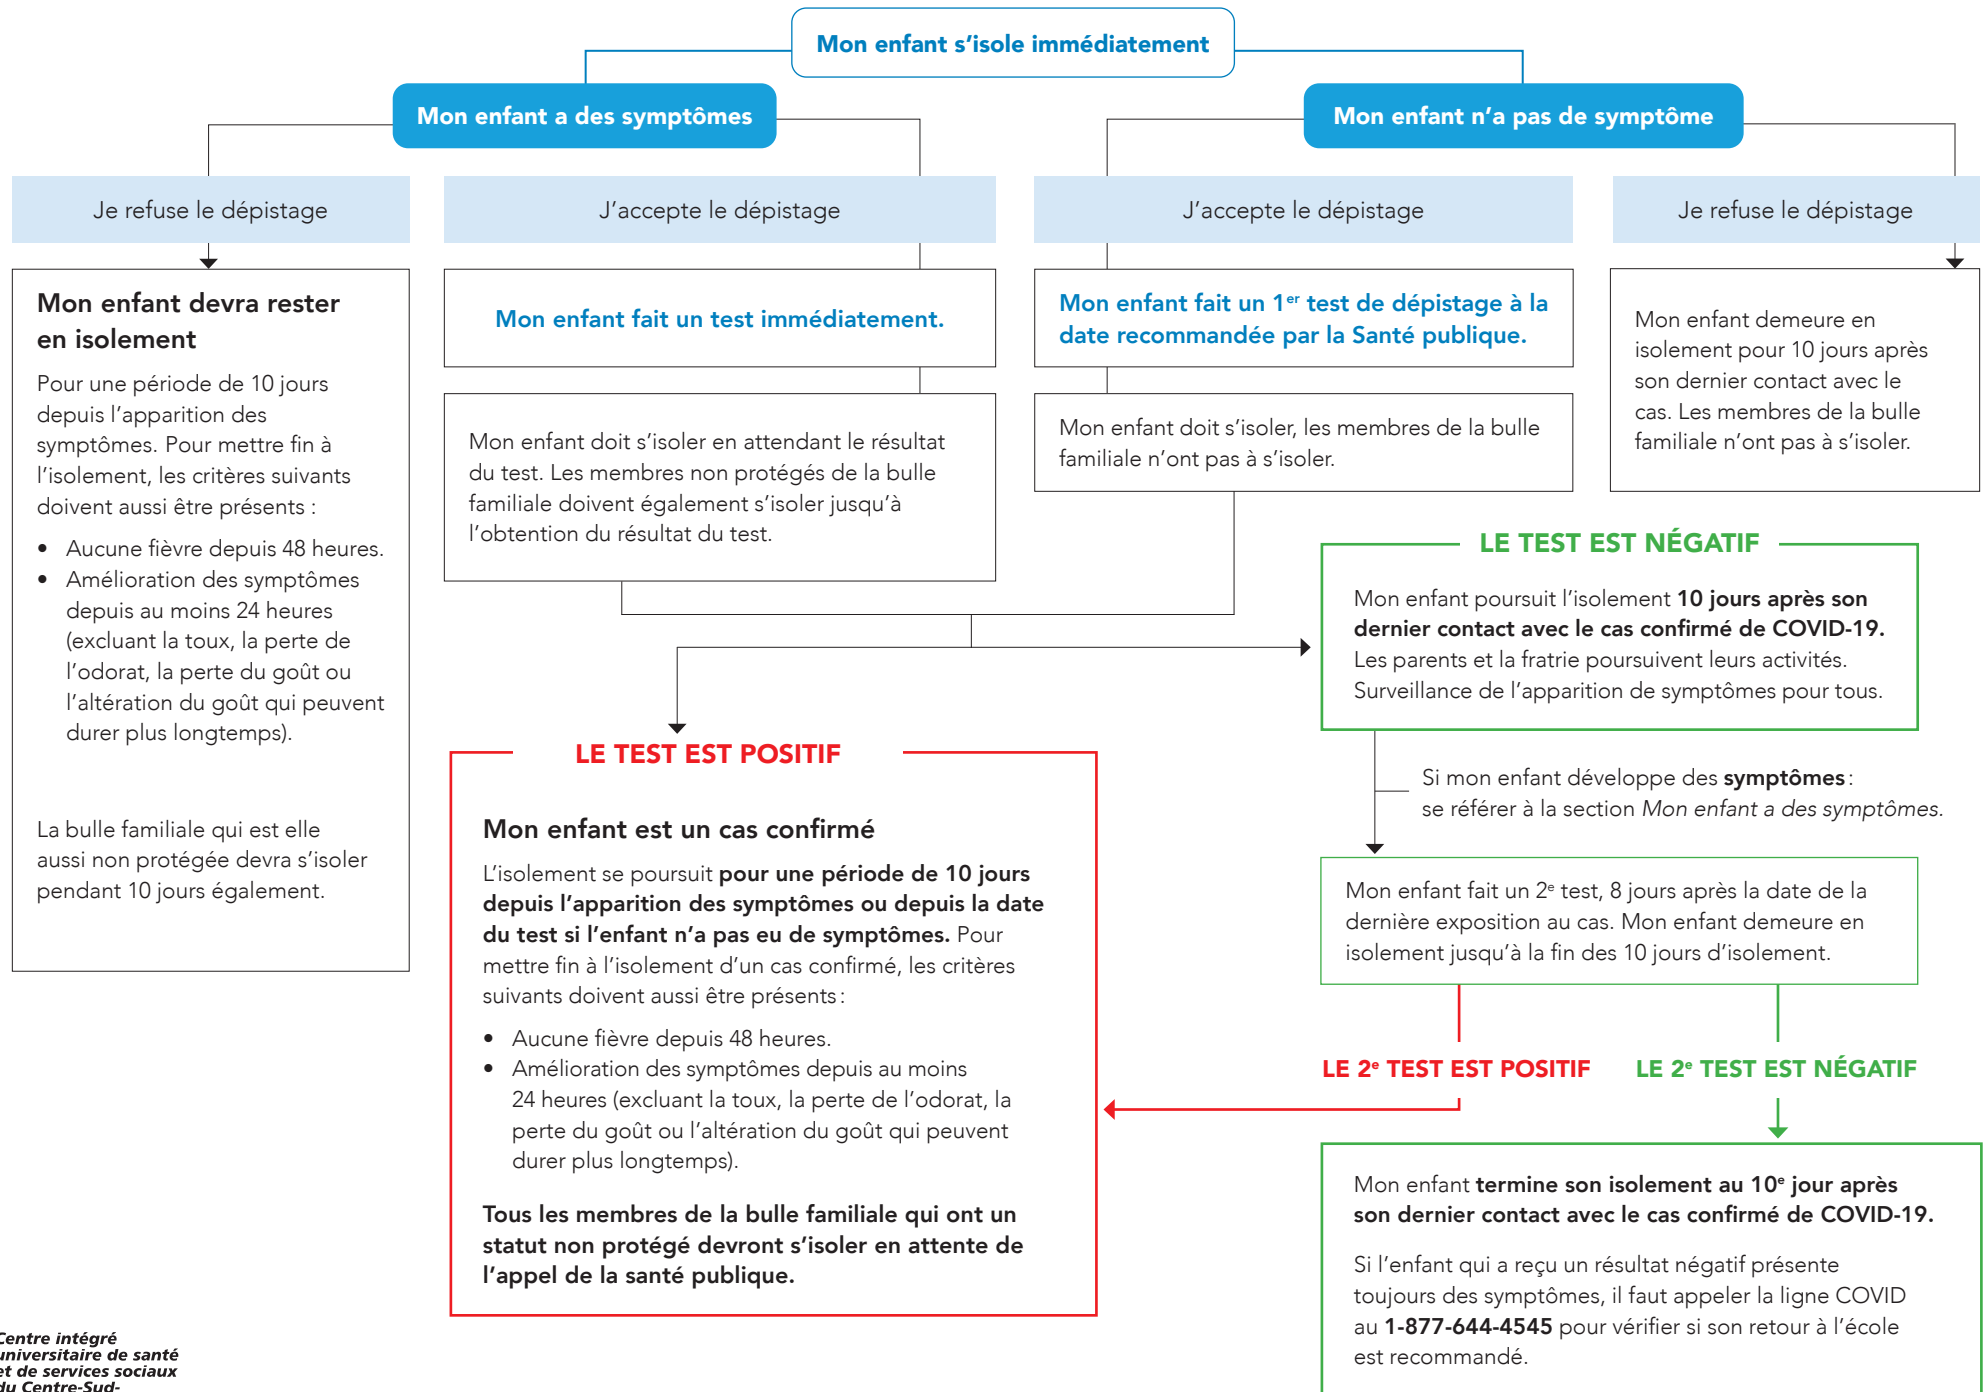 Mon enfant s’isole immédiatement
Mon enfant a des symptômes
Mon enfant n’a pas de symptôme
Je refuse le dépistage
J’accepte le dépistage
J’accepte le dépistage
Je refuse le dépistage
Mon enfant devra rester
en isolement
Pour une période de 10 jours
depuis l’apparition des
symptômes. Pour mettre fin à
l’isolement, les critères suivants
doivent aussi être présents :
• Aucune fièvre depuis 48 heures.
• Amélioration des symptômes
depuis au moins 24 heures
(excluant la toux, la perte de
l’odorat, la perte du goût ou
l’altération du goût qui peuvent
durer plus longtemps).
La bulle familiale qui est elle
aussi non protégée devra s’isoler
pendant 10 jours également.
Mon enfant fait un test immédiatement.
Mon enfant doit s’isoler en attendant le résultat
du test. Les membres non protégés de la bulle
familiale doivent également s’isoler jusqu’à
l’obtention du résultat du test.
Mon enfant fait un 1er test de dépistage à la
date recommandée par la Santé publique.
Mon enfant doit s’isoler, les membres de la bulle
familiale n’ont pas à s’isoler.
Mon enfant demeure en
isolement pour 10 jours après
son dernier contact avec le
cas. Les membres de la bulle
familiale n’ont pas à s’isoler.
LE TEST EST POSITIF
Mon enfant est un cas confirmé
L’isolement se poursuit pour une période de 10 jours
depuis l’apparition des symptômes ou depuis la date
du test si l’enfant n’a pas eu de symptômes. Pour
mettre fin à l’isolement d’un cas confirmé, les critères
suivants doivent aussi être présents :
• Aucune fièvre depuis 48 heures.
• Amélioration des symptômes depuis au moins
24 heures (excluant la toux, la perte de l’odorat, la
perte du goût ou l’altération du goût qui peuvent
durer plus longtemps).
Tous les membres de la bulle familiale qui ont un
statut non protégé devront s’isoler en attente de
l’appel de la santé publique.
LE TEST EST NÉGATIF
Mon enfant poursuit l’isolement 10 jours après son
dernier contact avec le cas confirmé de COVID-19.
Les parents et la fratrie poursuivent leurs activités.
Surveillance de l’apparition de symptômes pour tous.
Si mon enfant développe des symptômes :
se référer à la section Mon enfant a des symptômes.
Mon enfant fait un 2e test, 8 jours après la date de la
dernière exposition au cas. Mon enfant demeure en
isolement jusqu’à la fin des 10 jours d’isolement.
LE 2e TEST EST POSITIF
LE 2e TEST EST NÉGATIF
Mon enfant termine son isolement au 10e jour après
son dernier contact avec le cas confirmé de COVID-19.
Si l’enfant qui a reçu un résultat négatif présente
toujours des symptômes, il faut appeler la ligne COVID
au 1-877-644-4545 pour vérifier si son retour à l’école
est recommandé.
Centre intégré
universitaire de santé
et de services sociaux
du Centre-Sud-